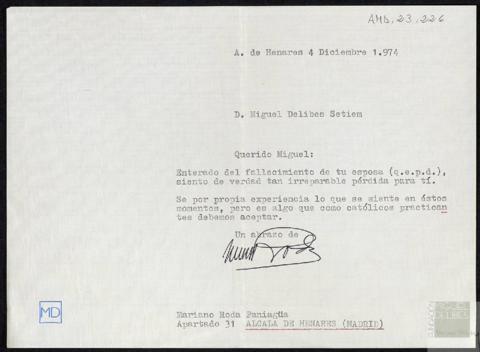 AMD, 23, 226
A. de Henares 4 Diciembre 1.974
D. Miguel Delibes Setiem
Querido Miguel:
Enterado del fallecimiento de tu esposa (q.e.p.d.),
siento de verdad tan irreparable pérdida para tí.
Se por propia experiencia lo que se siente en éstos
momentos, pero es algo que como católicos practican
tes debemos aceptar.
Un abrazo de
MD
Mariano Roda Paniagüa
Apartado 31 ALCALA DE HENARES (MADRID)
DELIBES